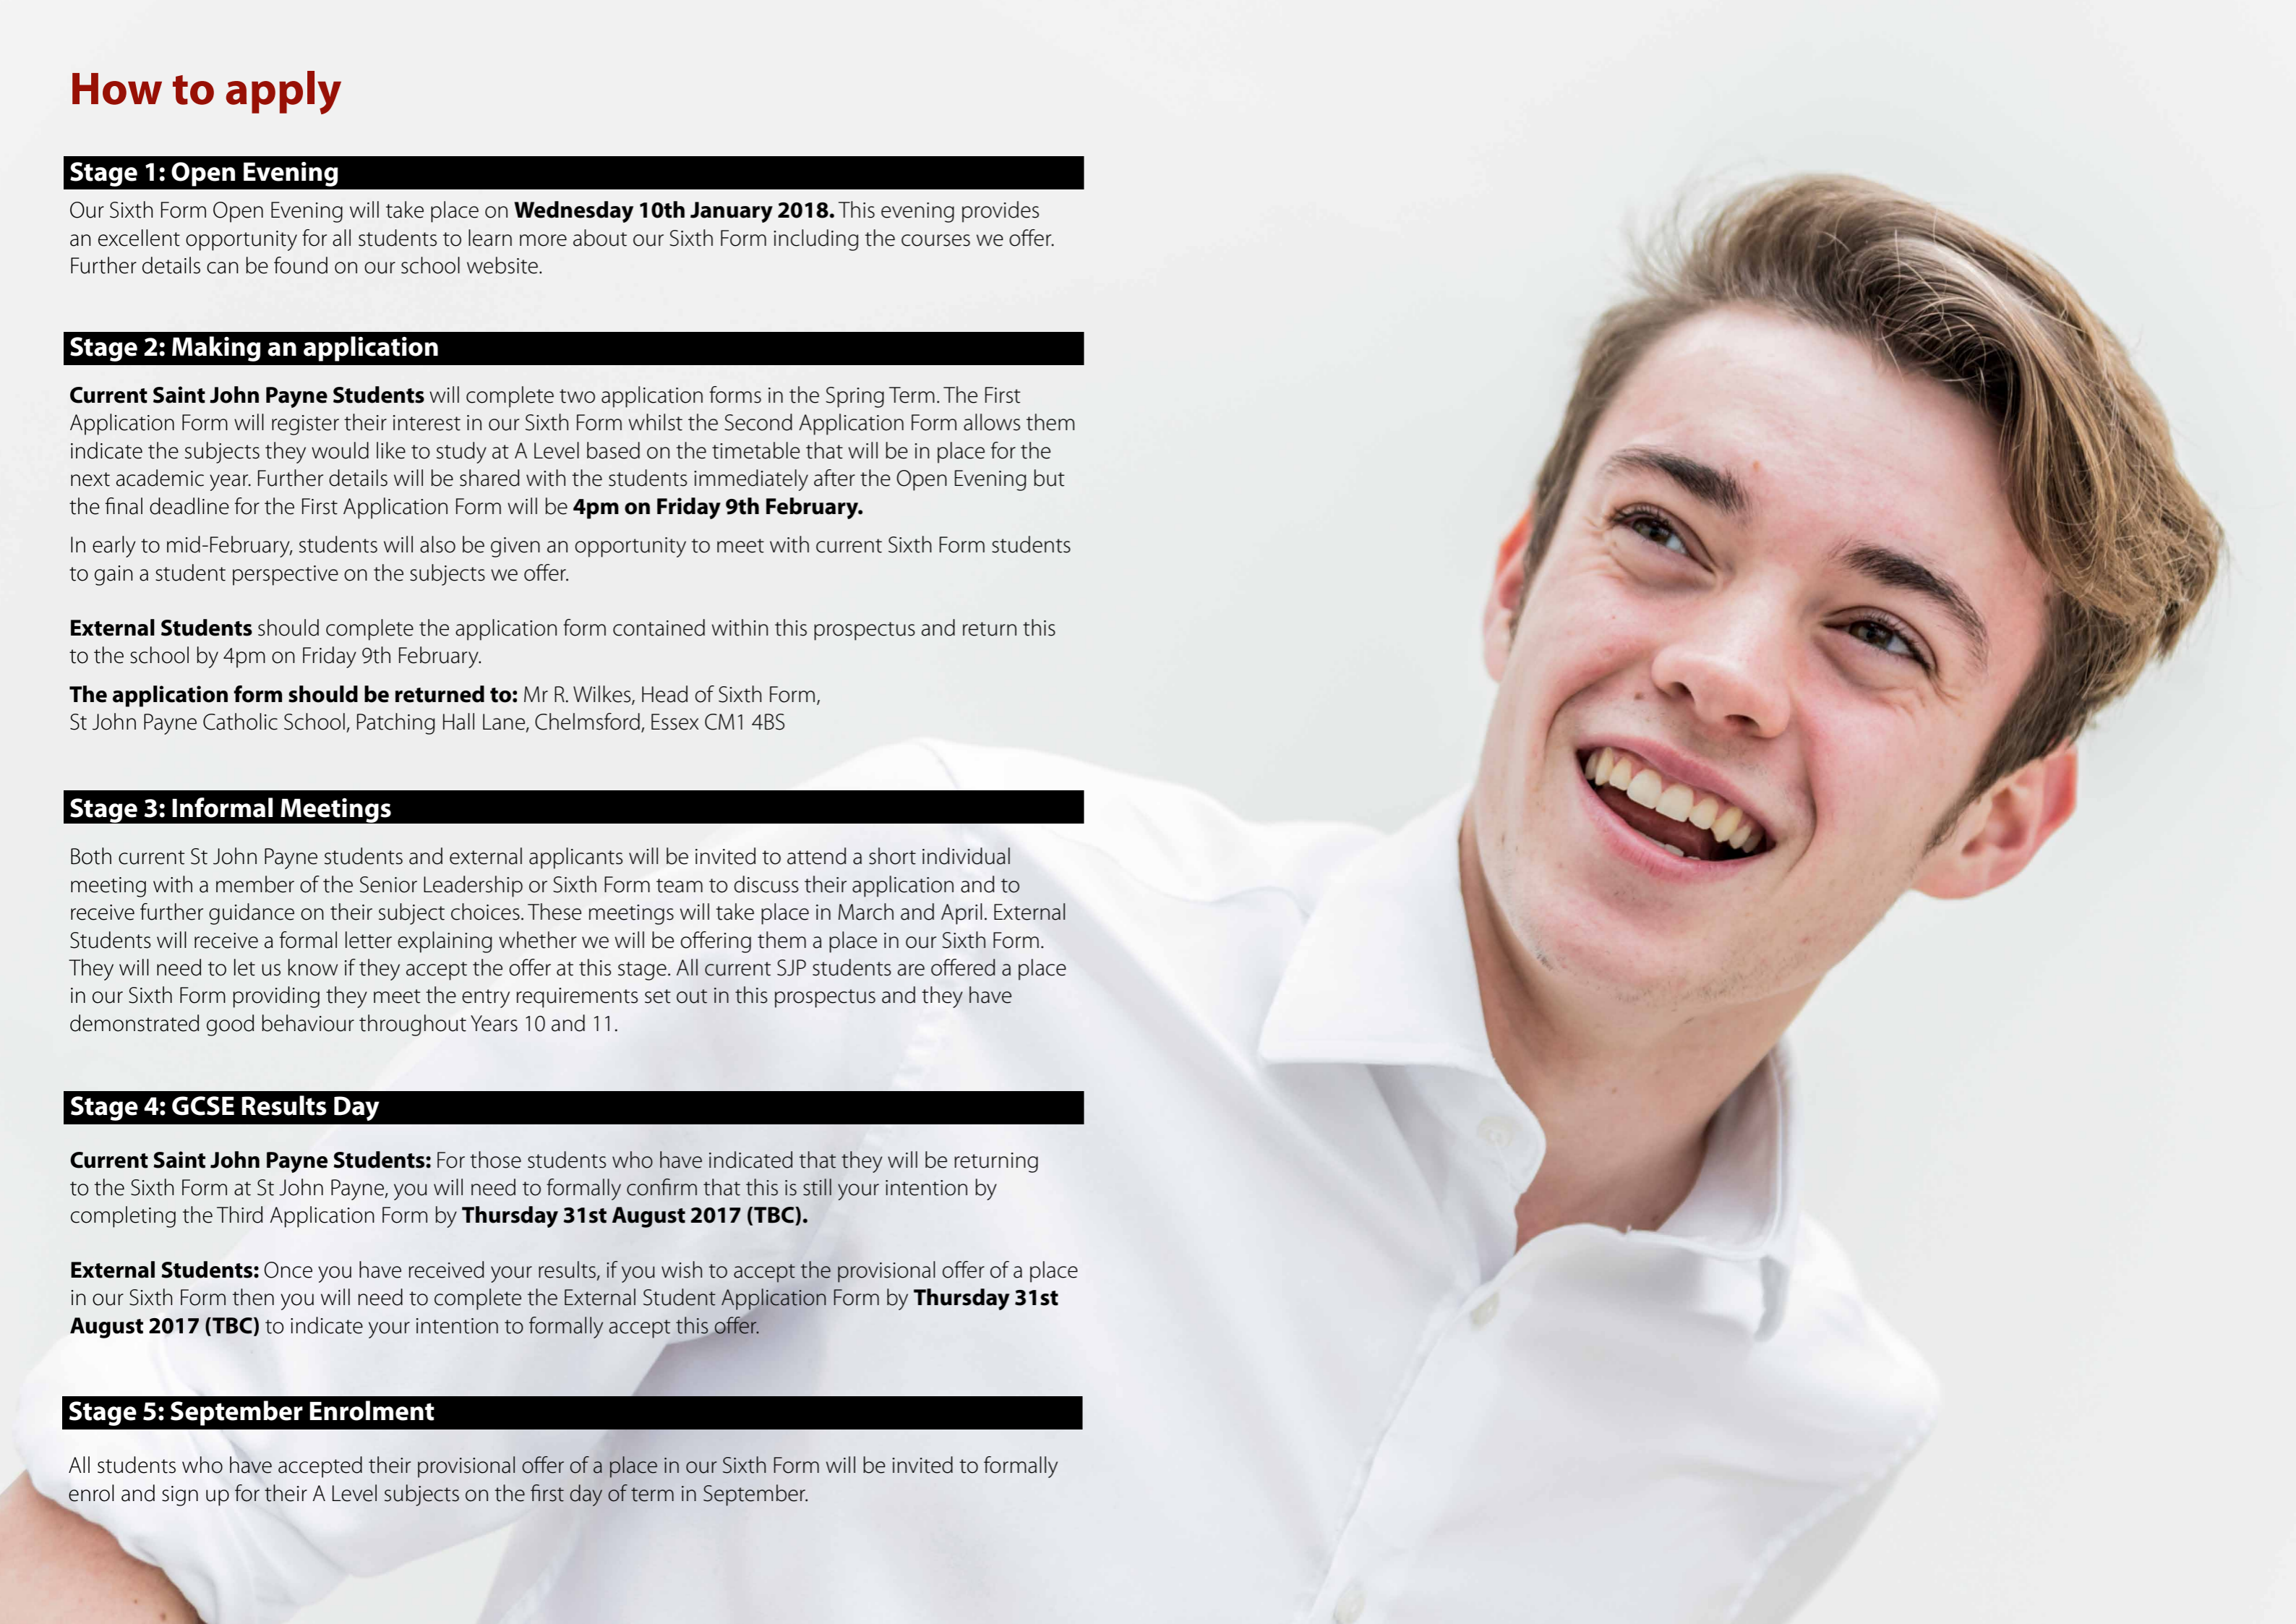 How to apply
Stage 1: Open Evening
Our Sixth Form Open Evening will take place on Wednesday 10th January 2018. This evening provides
an excellent opportunity for all students to learn more about our Sixth Form including the courses we offer.
Further details can be found on our school website.
Stage 2: Making an application
Current Saint John Payne Students will complete two application forms in the Spring Term. The First
Application Form will register their interest in our Sixth Form whilst the Second Application Form allows them
indicate the subjects they would like to study at A Level based on the timetable that will be in place for the
next academic year. Further details will be shared with the students immediately after the Open Evening but
the final deadline for the First Application Form will be 4pm on Friday 9th February.
In early to mid-February, students will also be given an opportunity to meet with current Sixth Form students
to gain a student perspective on the subjects we offer.
External Students should complete the application form contained within this prospectus and return this
to the school by 4pm on Friday 9th February.
The application form should be returned to: Mr R. Wilkes, Head of Sixth Form,
St John Payne Catholic School, Patching Hall Lane, Chelmsford, Essex CM1 4BS
Stage 3: Informal Meetings
Both current St John Payne students and external applicants will be invited to attend a short individual
meeting with a member of the Senior Leadership or Sixth Form team to discuss their application and to
receive further guidance on their subject choices. These meetings will take place in March and April. External
Students will receive a formal letter explaining whether we will be offering them a place in our Sixth Form.
They will need to let us know if they accept the offer at this stage. All current SJP students are offered a place
in our Sixth Form providing they meet the entry requirements set out in this prospectus and they have
demonstrated good behaviour throughout Years 10 and 11.
Stage 4: GCSE Results Day
Current Saint John Payne Students: For those students who have indicated that they will be returning
to the Sixth Form at St John Payne, you will need to formally confirm that this is still your intention by
completing the Third Application Form by Thursday 31st August 2017 (TBC).
External Students: Once you have received your results, if you wish to accept the provisional offer of a place
in our Sixth Form then you will need to complete the External Student Application Form by Thursday 31st
August 2017 (TBC) to indicate your intention to formally accept this offer.
Stage 5: September Enrolment
All students who have accepted their provisional offer of a place in our Sixth Form will be invited to formally
enrol and sign up for their A Level subjects on the first day of term in September.